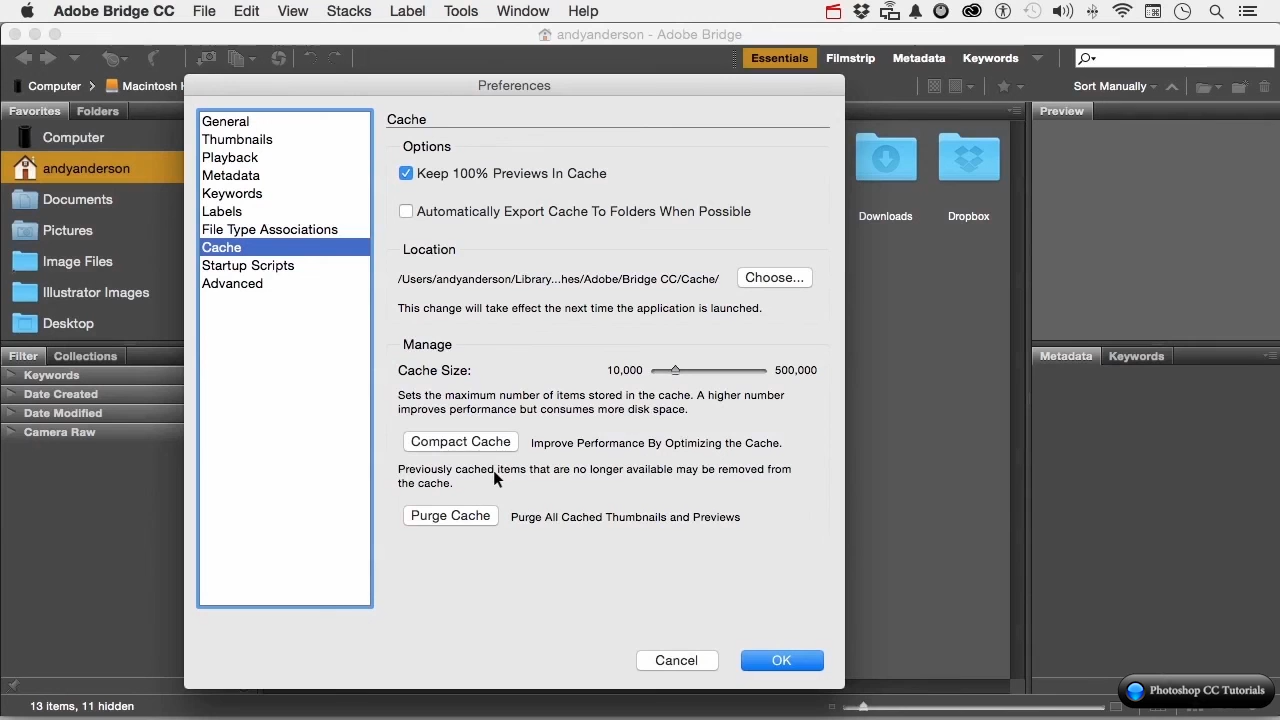 Adobe Bridge CC File Edit View Stacks Label Tools Window Help
andyanderson - Adobe Bridge
Essentials Filmstrip Metadata Keywords
Computer Macintosh H
Sort Manually
Favorites Folders
Computer
andyanderson
Documents
Pictures
Image Files
Illustrator Images
Desktop
Filter Collections
Keywords
Date Created
Date Modified
Camera Raw
13 items, 11 hidden
Preferences
General
Thumbnails
Playback
Metadata
Keywords
Labels
File Type Associations
Cache
Startup Scripts
Advanced
Cache
Options
Keep 100% Previews In Cache
Automatically Export Cache To Folders When Possible
Location
/Users/andyanderson/Library...hes/Adobe/Bridge CC/Cache/ Choose...
This change will take effect the next time the application is launched.
Manage
Cache Size: 10,000 500,000
Sets the maximum number of items stored in the cache. A higher number
improves performance but consumes more disk space.
Compact Cache Improve Performance By Optimizing the Cache.
Previously cached items that are no longer available may be removed from
the cache.
Purge Cache Purge All Cached Thumbnails and Previews
Cancel OK
Downloads Dropbox
Preview
Metadata Keywords
Photoshop CC Tutorials